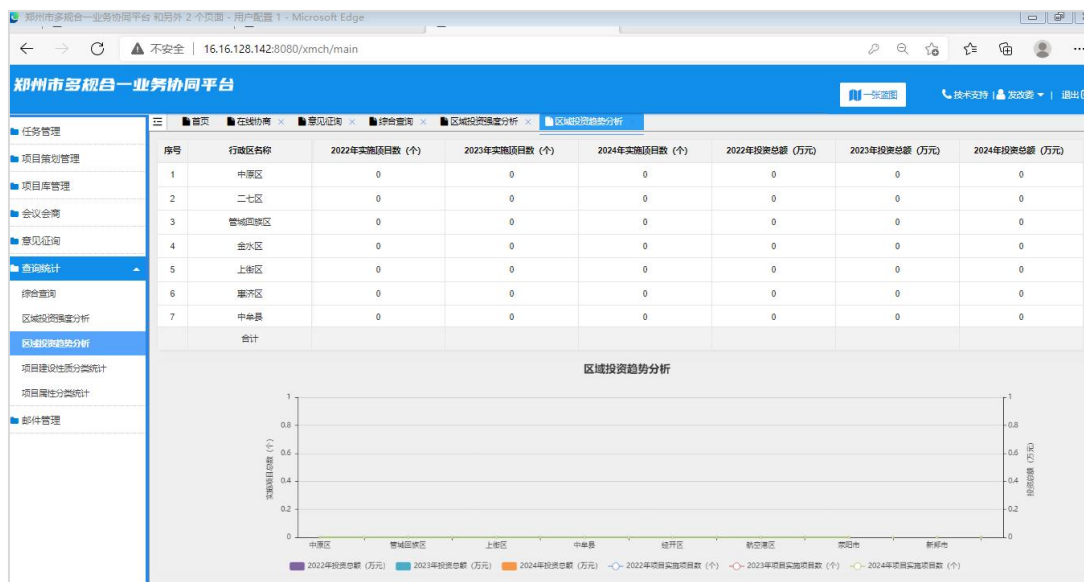 郑州市多规合一业务协同平台 和另外 2 个页面 - 用户配置 1 - Microsoft Edge
不安全 | 16.16.128.142:8080/xmch/main
郑州市多规合一业务协同平台
一张蓝图 技术支持 | 发改委 | 退出
首页 在线协商 × 意见征询 × 综合查询 × 区域投资强度分析 × 区域投资趋势分析
任务管理
项目策划管理
项目库管理
会议会商
意见征询
查询统计
综合查询
区域投资强度分析
区域投资趋势分析
项目建设性质分类统计
项目属性分类统计
邮件管理
序号 行政区名称 2022年实施项目数 (个) 2023年实施项目数 (个) 2024年实施项目数 (个) 2022年投资总额 (万元) 2023年投资总额 (万元) 2024年投资总额 (万元)
1 中原区 0 0 0 0 0 0
2 二七区 0 0 0 0 0 0
3 管城回族区 0 0 0 0 0 0
4 金水区 0 0 0 0 0 0
5 上街区 0 0 0 0 0 0
6 惠济区 0 0 0 0 0 0
7 中牟县 0 0 0 0 0 0
合计
区域投资趋势分析
实施项目总数 (个)
1
0.8
0.6
0.4
0.2
0
投资总额 (万元)
1
0.8
0.6
0.4
0.2
0
中原区 管城回族区 上街区 中牟县 经开区 航空港区 荥阳市 新郑市
2022年投资总额 (万元) 2023年投资总额 (万元) 2024年投资总额 (万元) 2022年项目实施项目数 (个) 2023年项目实施项目数 (个) 2024年项目实施项目数 (个)